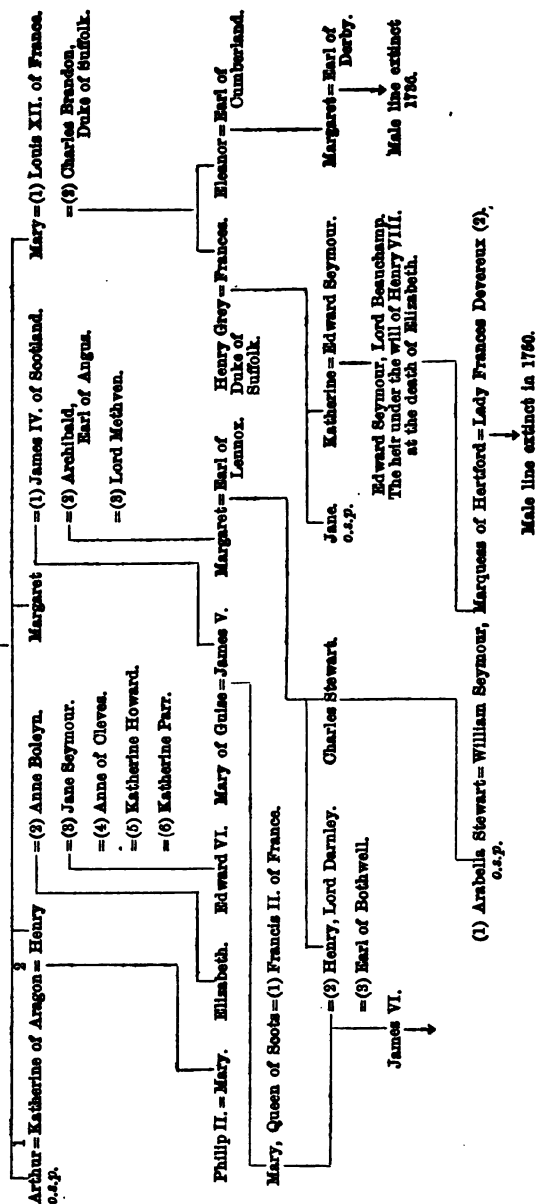 1 2
Arthur = Katherine of Aragon = Henry
o.s.p.
=(2) Anne Boleyn.
=(3) Jane Seymour.
=(4) Anne of Cleves.
=(5) Katherine Howard.
=(6) Katherine Parr.
Margaret =(1) James IV. of Scotland.
=(2) Archibald,
Earl of Angus.
=(3) Lord Methven.
Mary =(1) Louis XII. of France.
=(2) Charles Brandon,
Duke of Suffolk.
Philip II. = Mary.
Elizabeth.
Edward VI.
Mary of Guise = James V.
Margaret = Earl of
Lennox.
Henry Grey = Frances.
Duke of
Suffolk.
Eleanor = Earl of
Cumberland.
Mary, Queen of Scots =(1) Francis II. of France.
=(2) Henry, Lord Darnley.
=(3) Earl of Bothwell.
Charles Stewart.
Jane.
o.s.p.
Katherine = Edward Seymour.
Margaret = Earl of
Derby.
James VI.
Edward Seymour, Lord Beauchamp.
The heir under the will of Henry VIII.
at the death of Elizabeth.
Male line extinct
1736.
(1) Arabella Stewart = William Seymour, Marquess of Hertford = Lady Frances Devereux (2).
o.s.p.
Male line extinct in 1750.